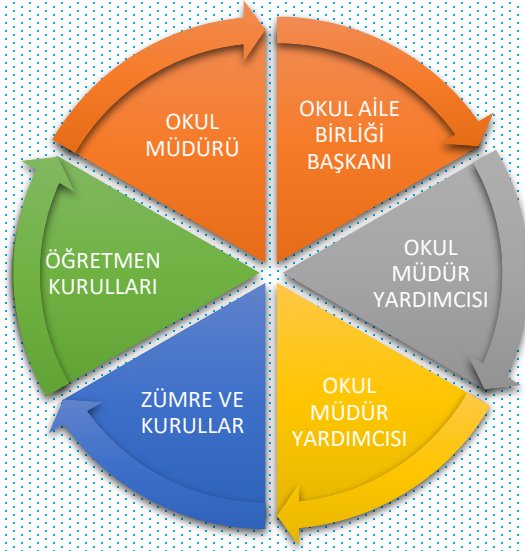 OKUL
MÜDÜRÜ
OKUL AİLE
BİRLİĞİ
BAŞKANI
OKUL
MÜDÜR
YARDIMCISI
OKUL
MÜDÜR
YARDIMCISI
ZÜMRE VE
KURULLAR
ÖĞRETMEN
KURULLARI